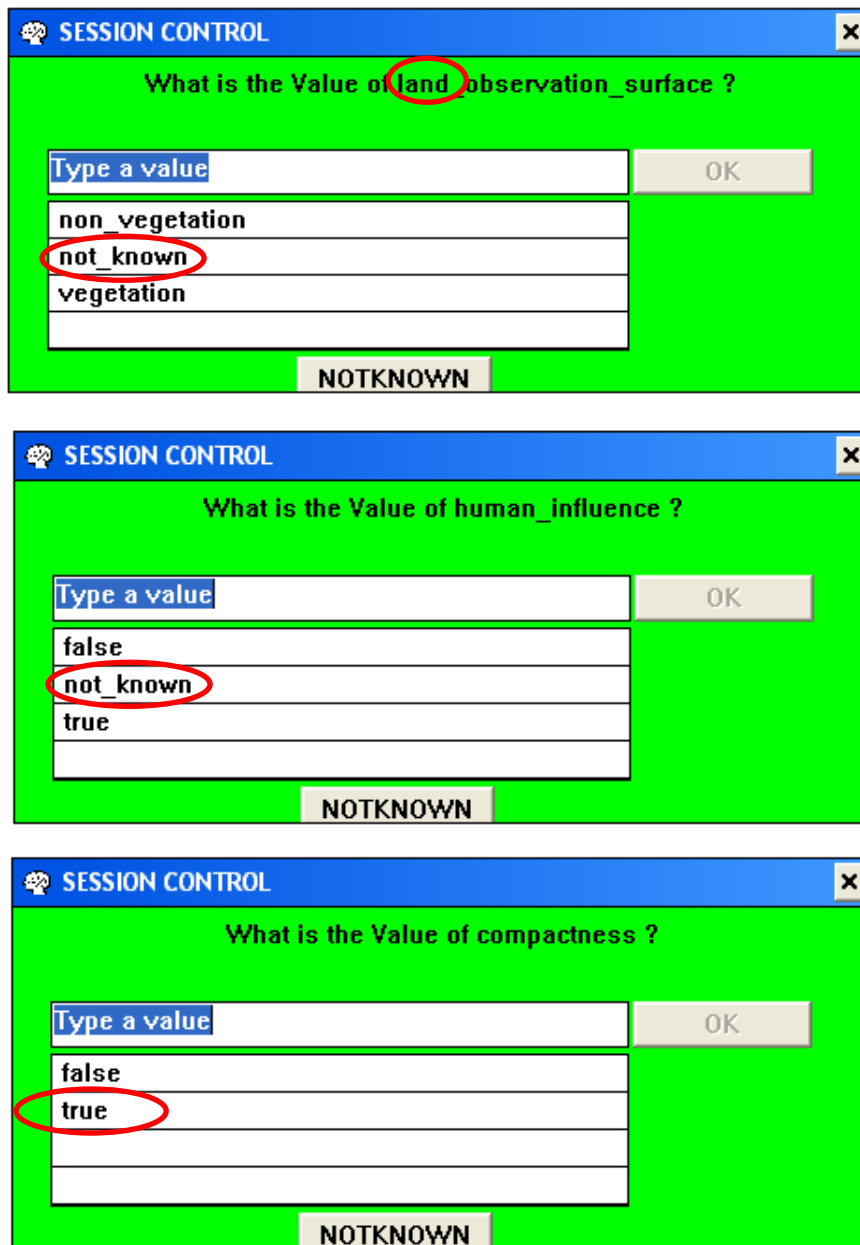 SESSION CONTROL
What is the Value of land_observation_surface ?
Type a value
OK
non_vegetation
not_known
vegetation
NOTKNOWN
SESSION CONTROL
What is the Value of human_influence ?
Type a value
OK
false
not_known
true
NOTKNOWN
SESSION CONTROL
What is the Value of compactness ?
Type a value
OK
false
true
NOTKNOWN